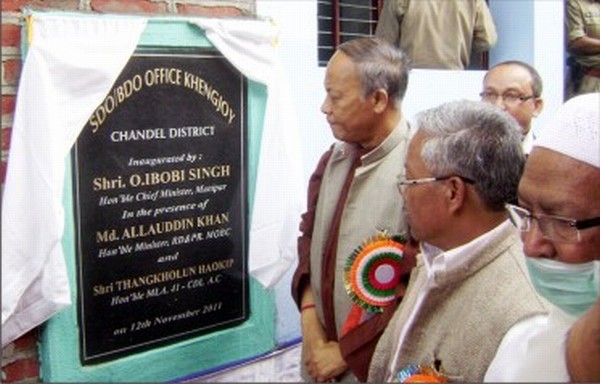 SDO/BDO OFFICE KHENGJOY
CHANDEL DISTRICT
Inaugurated by :
Shri. O.IBOBI SINGH
Hon'ble Chief Minister, Manipur
In the presence of
Md. ALLAUDDIN KHAN
Hon'ble Minister, RD&PR, MOBC
and
Shri THANGKHOLUN HAOKIP
Hon'ble MLA, 41 - CDL, A.C
on 12th November 2011